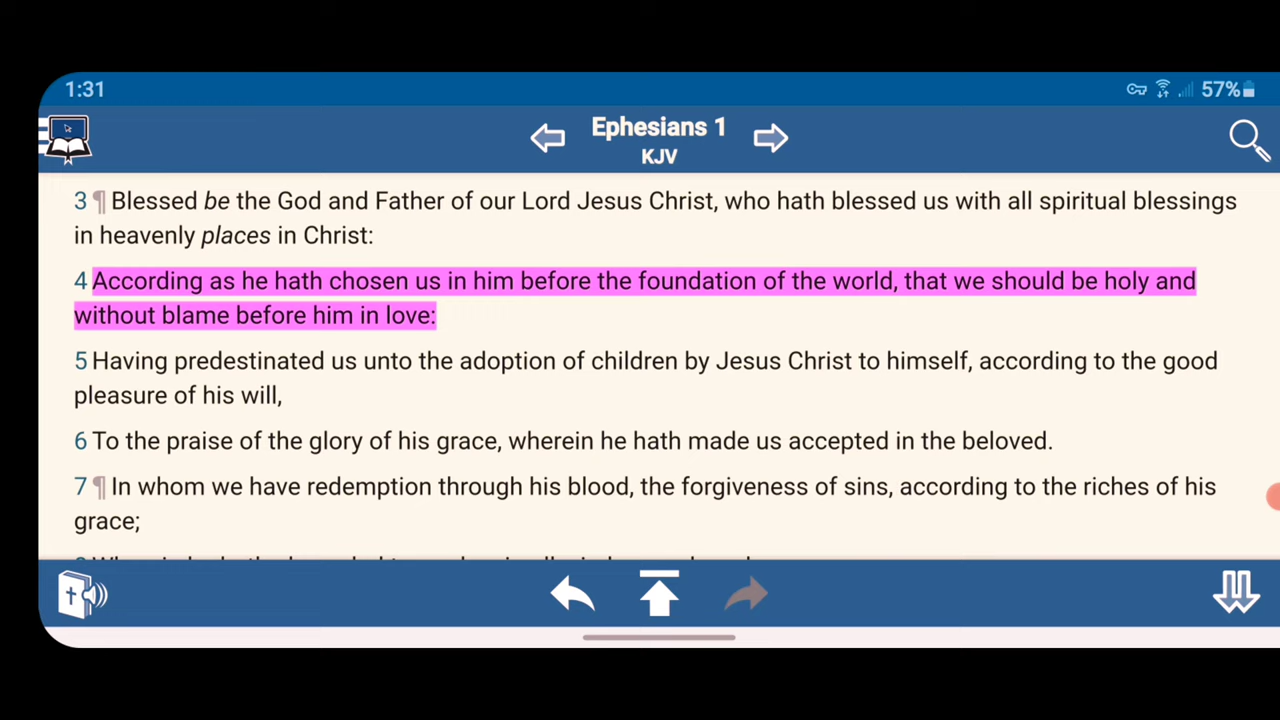 1:31
57%
Ephesians 1
KJV
3 ¶ Blessed be the God and Father of our Lord Jesus Christ, who hath blessed us with all spiritual blessings
in heavenly places in Christ:
4 According as he hath chosen us in him before the foundation of the world, that we should be holy and
without blame before him in love:
5 Having predestinated us unto the adoption of children by Jesus Christ to himself, according to the good
pleasure of his will,
6 To the praise of the glory of his grace, wherein he hath made us accepted in the beloved.
7 ¶ In whom we have redemption through his blood, the forgiveness of sins, according to the riches of his
grace;